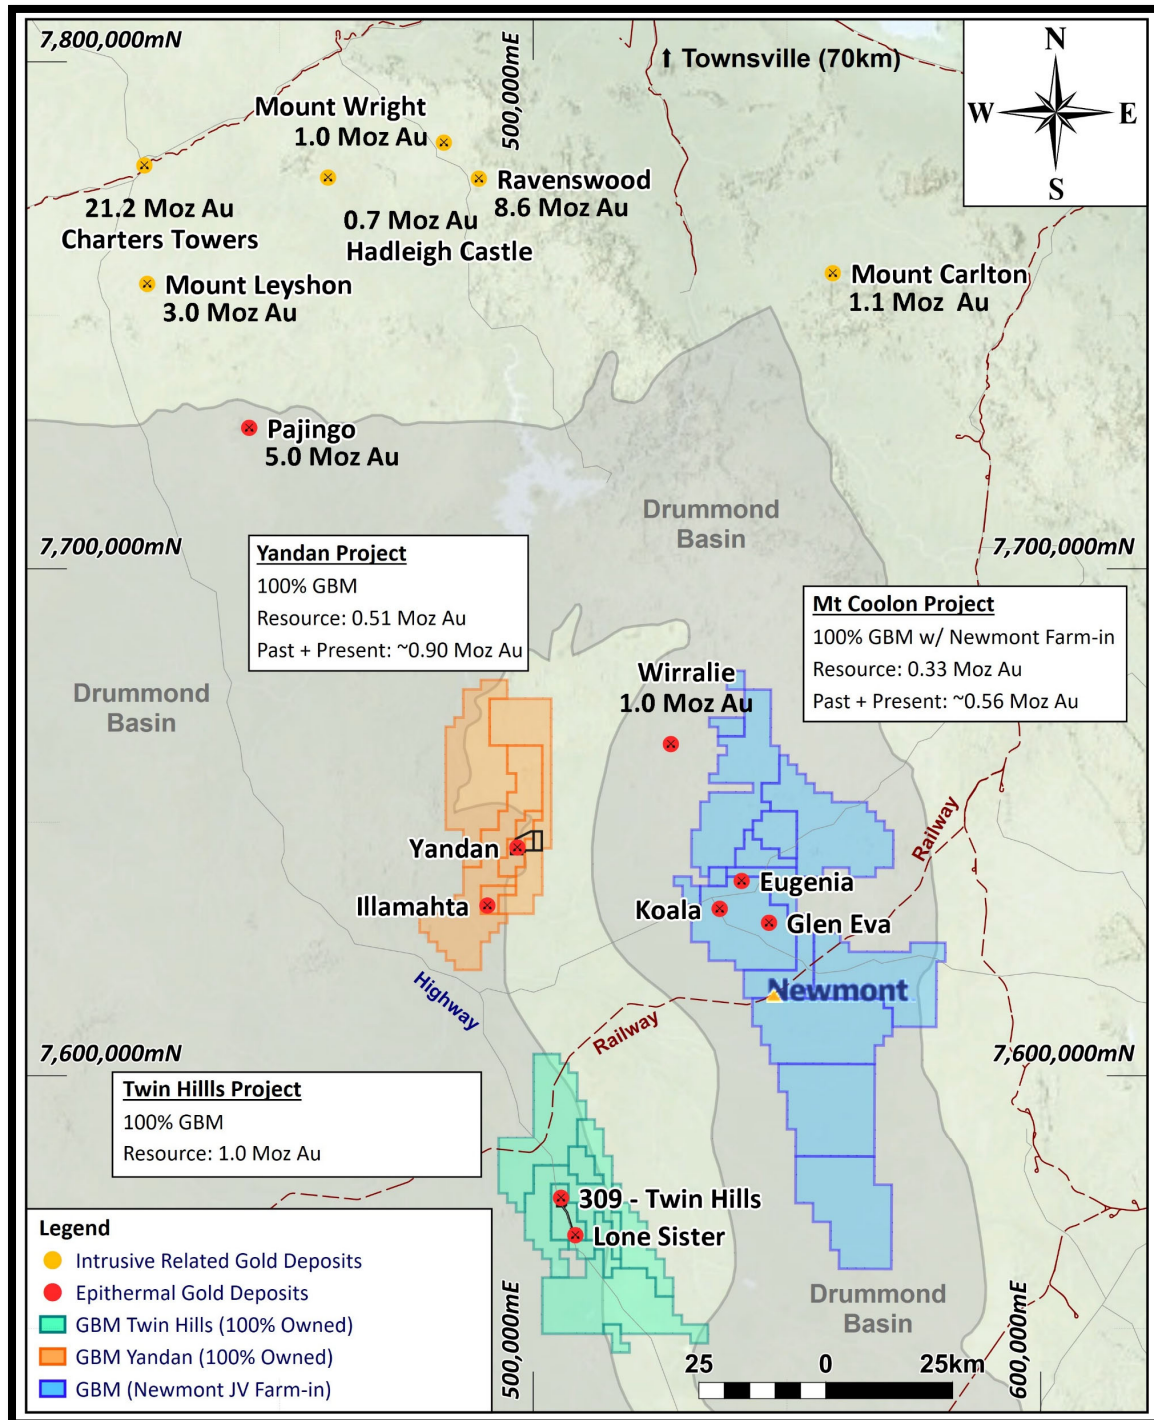 7,800,000mN
500,000mE
Townsville (70km)
N
W
E
S
Mount Wright
1.0 Moz Au
Ravenswood
8.6 Moz Au
21.2 Moz Au
Charters Towers
0.7 Moz Au
Hadleigh Castle
Mount Leyshon
3.0 Moz Au
Mount Carlton
1.1 Moz Au
Pajingo
5.0 Moz Au
Drummond
Basin
7,700,000mN
7,700,000mN
Yandan Project
100% GBM
Resource: 0.51 Moz Au
Past + Present: ~0.90 Moz Au
Mt Coolon Project
100% GBM w/ Newmont Farm-in
Resource: 0.33 Moz Au
Past + Present: ~0.56 Moz Au
Drummond
Basin
Wirralie
1.0 Moz Au
Railway
Yandan
Illamahta
Eugenia
Koala
Glen Eva
Highway
Newmont
Railway
7,600,000mN
7,600,000mN
Twin Hillls Project
100% GBM
Resource: 1.0 Moz Au
309 - Twin Hills
Lone Sister
Legend
Intrusive Related Gold Deposits
Epithermal Gold Deposits
GBM Twin Hills (100% Owned)
GBM Yandan (100% Owned)
GBM (Newmont JV Farm-in)
500,000mE
Drummond
Basin
600,000mE
25
0
25km